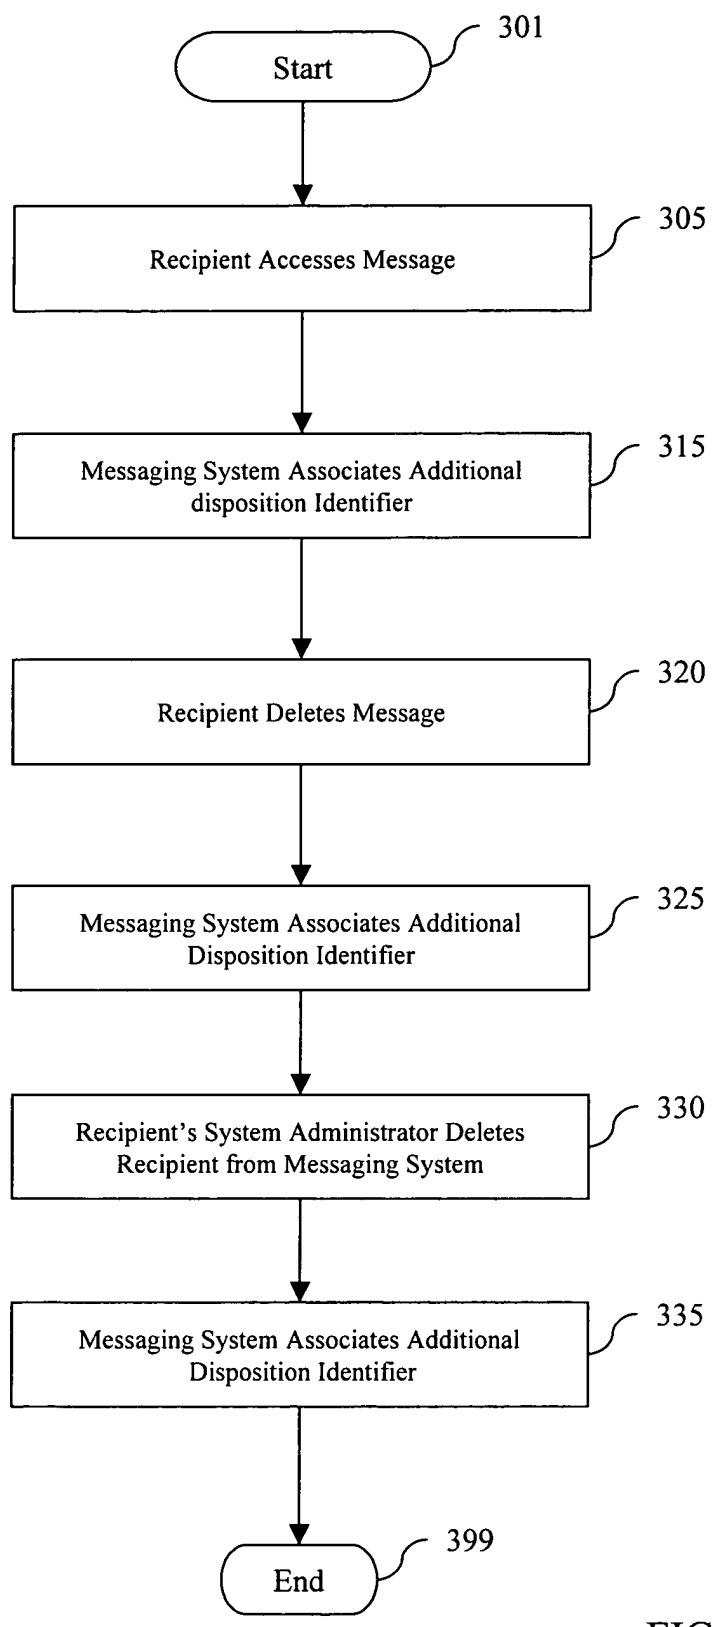 301
Start
305
Recipient Accesses Message
315
Messaging System Associates Additional
disposition Identifier
320
Recipient Deletes Message
325
Messaging System Associates Additional
Disposition Identifier
330
Recipient's System Administrator Deletes
Recipient from Messaging System
335
Messaging System Associates Additional
Disposition Identifier
399
End